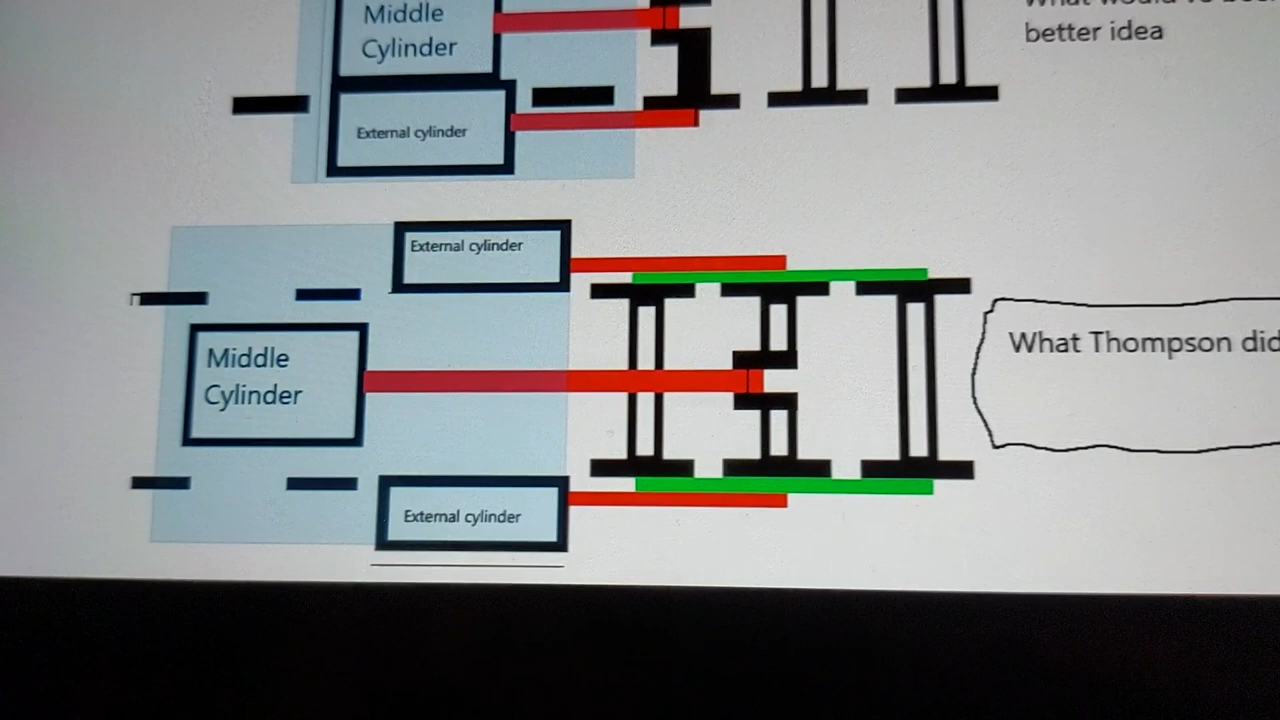 Middle
Cylinder
better idea
External cylinder
External cylinder
Middle
Cylinder
What Thompson did
External cylinder